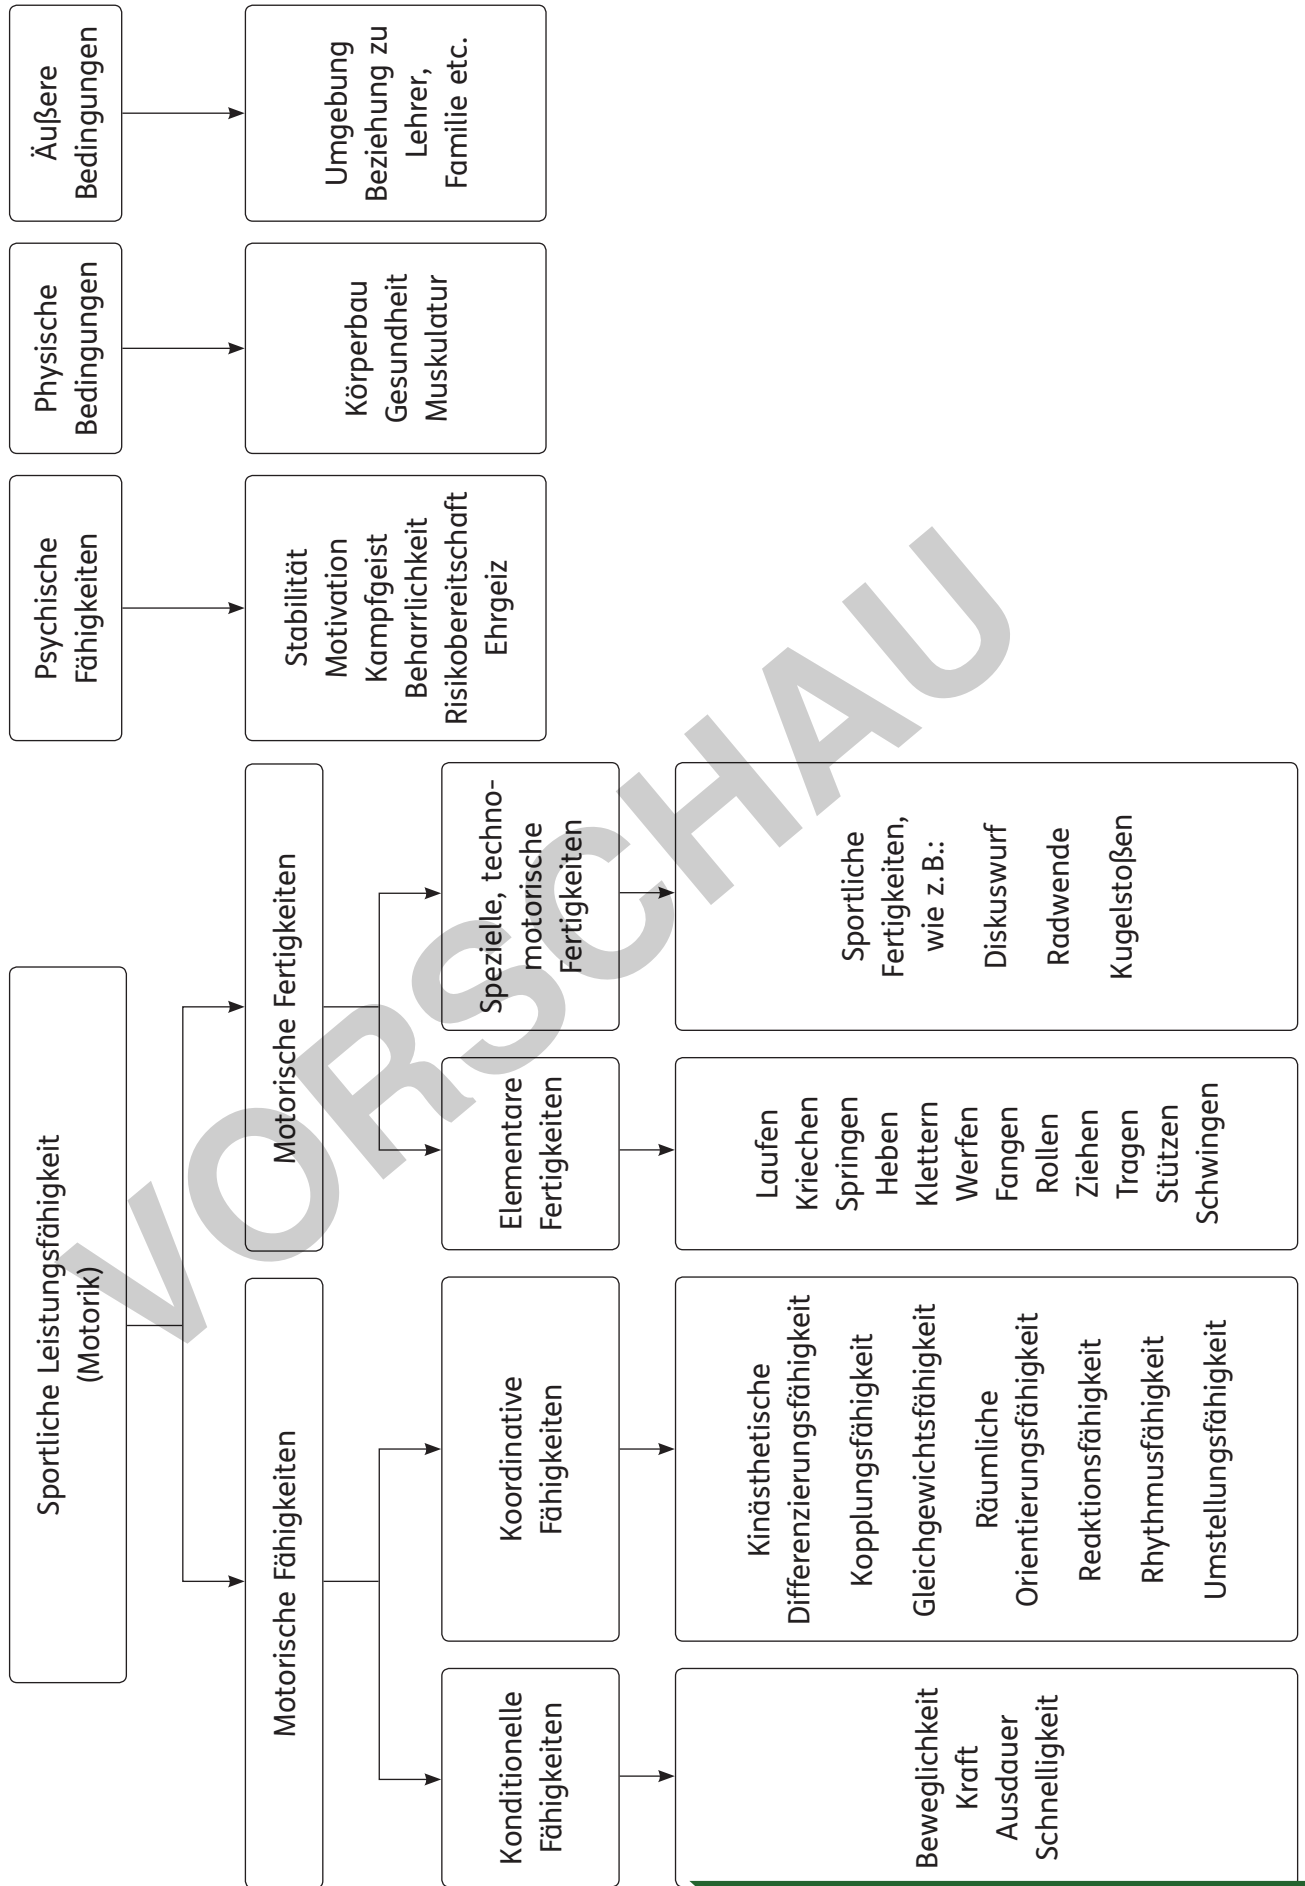 Sportliche Leistungsfähigkeit
(Motorik)
Psychische
Fähigkeiten
Physische
Bedingungen
Äußere
Bedingungen
Motorische Fähigkeiten
Motorische Fertigkeiten
Stabilität
Motivation
Kampfgeist
Beharrlichkeit
Risikobereitschaft
Ehrgeiz
Körperbau
Gesundheit
Muskulatur
Umgebung
Beziehung zu
Lehrer,
Familie etc.
Konditionelle
Fähigkeiten
Koordinative
Fähigkeiten
Elementare
Fertigkeiten
Spezielle, techno-
motorische
Fertigkeiten
Beweglichkeit
Kraft
Ausdauer
Schnelligkeit
Kinästhetische
Differenzierungsfähigkeit
Kopplungsfähigkeit
Gleichgewichtsfähigkeit
Räumliche
Orientierungsfähigkeit
Reaktionsfähigkeit
Rhythmusfähigkeit
Umstellungsfähigkeit
Laufen
Kriechen
Springen
Heben
Klettern
Werfen
Fangen
Rollen
Ziehen
Tragen
Stützen
Schwingen
Sportliche
Fertigkeiten,
wie z. B.:
Diskuswurf
Radwende
Kugelstoßen
VORSCHAU